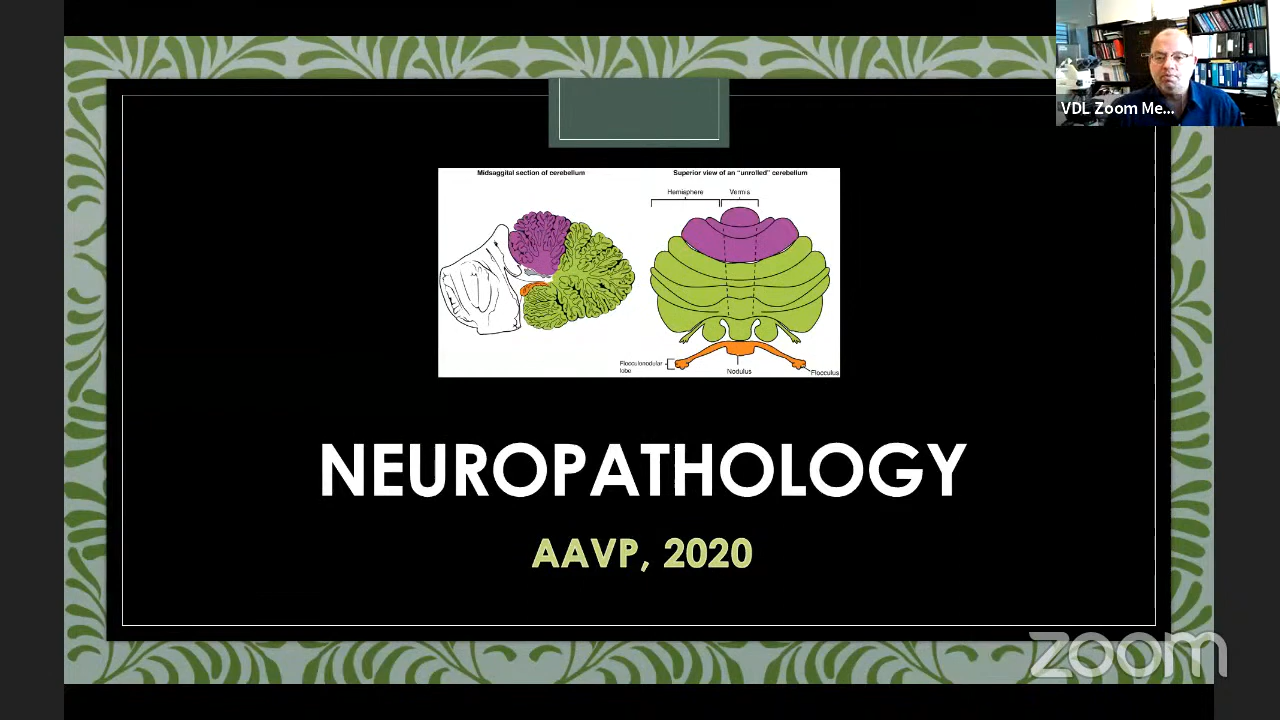 VDL Zoom Me...
Midsaggital section of cerebellum
Superior view of an "unrolled" cerebellum
Hemisphere
Vermis
Flocculonodular
lobe
Nodulus
Flocculus
NEUROPATHOLOGY
AAVP, 2020
zoom